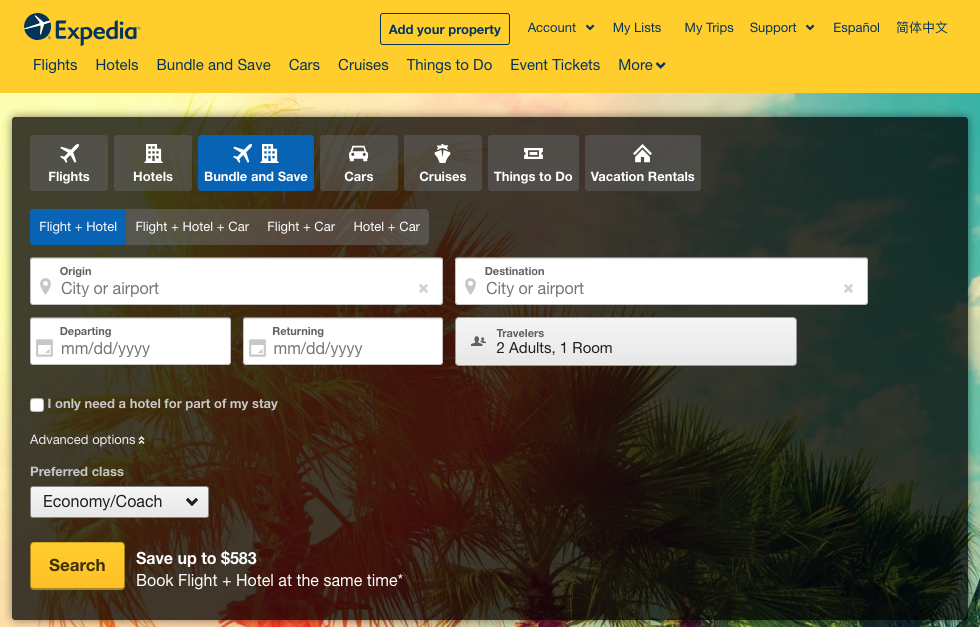 Expedia
Add your property
Account
My Lists
My Trips
Support
Español
简体中文
Flights Hotels Bundle and Save Cars Cruises Things to Do Event Tickets More
Flights
Hotels
Bundle and Save
Cars
Cruises
Things to Do
Vacation Rentals
Flight + Hotel
Flight + Hotel + Car
Flight + Car
Hotel + Car
Origin
City or airport
Destination
City or airport
Departing
mm/dd/yyyy
Returning
mm/dd/yyyy
Travelers
2 Adults, 1 Room
I only need a hotel for part of my stay
Advanced options
Preferred class
Economy/Coach
Search
Save up to $583
Book Flight + Hotel at the same time*